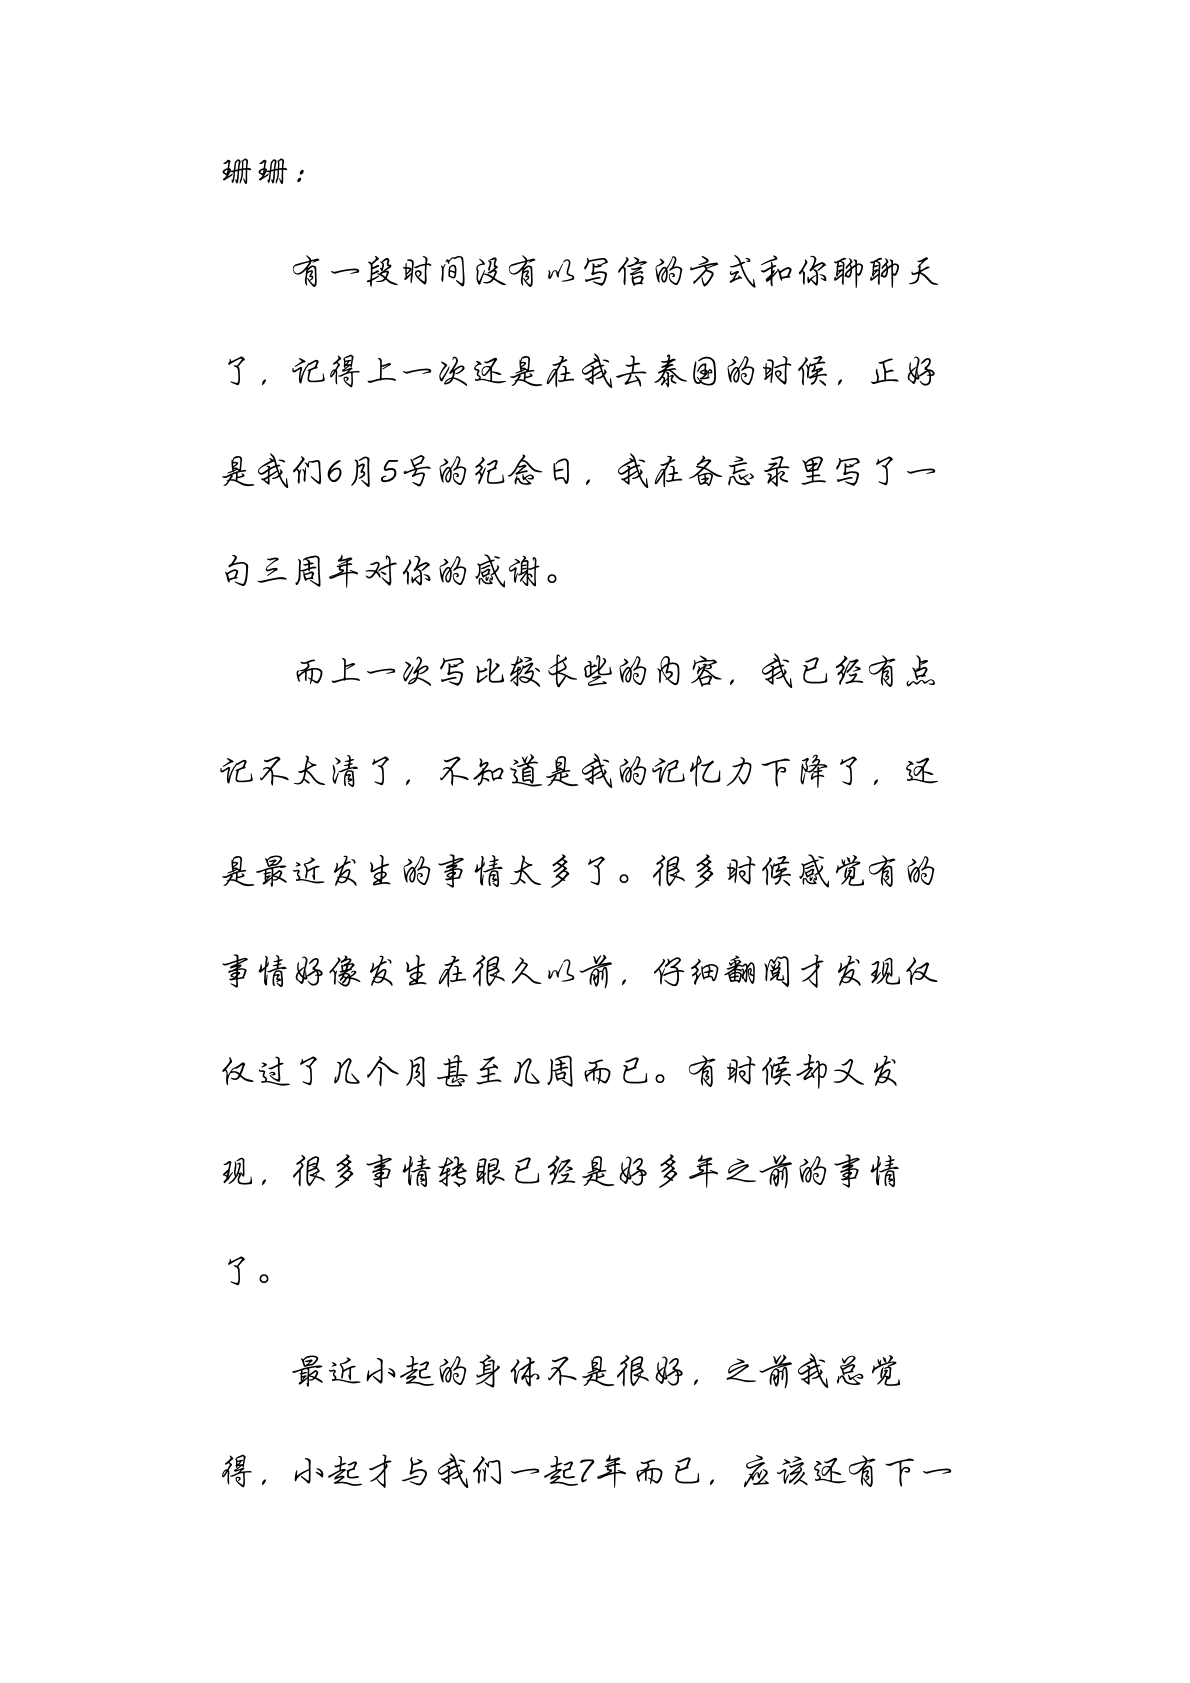 珊珊：
有一段时间没有以写信的方式和你聊聊天
了，记得上一次还是在我去泰国的时候，正好
是我们6月5号的纪念日，我在备忘录里写了一
句三周年对你的感谢。
而上一次写比较长些的内容，我已经有点
记不太清了，不知道是我的记忆力下降了，还
是最近发生的事情太多了。很多时候感觉有的
事情好像发生在很久以前，仔细翻阅才发现仅
仅过了几个月甚至几周而已。有时候却又发
现，很多事情转眼已经是好多年之前的事情
了。
最近小起的身体不是很好，之前我总觉
得，小起才与我们一起7年而已，应该还有下一